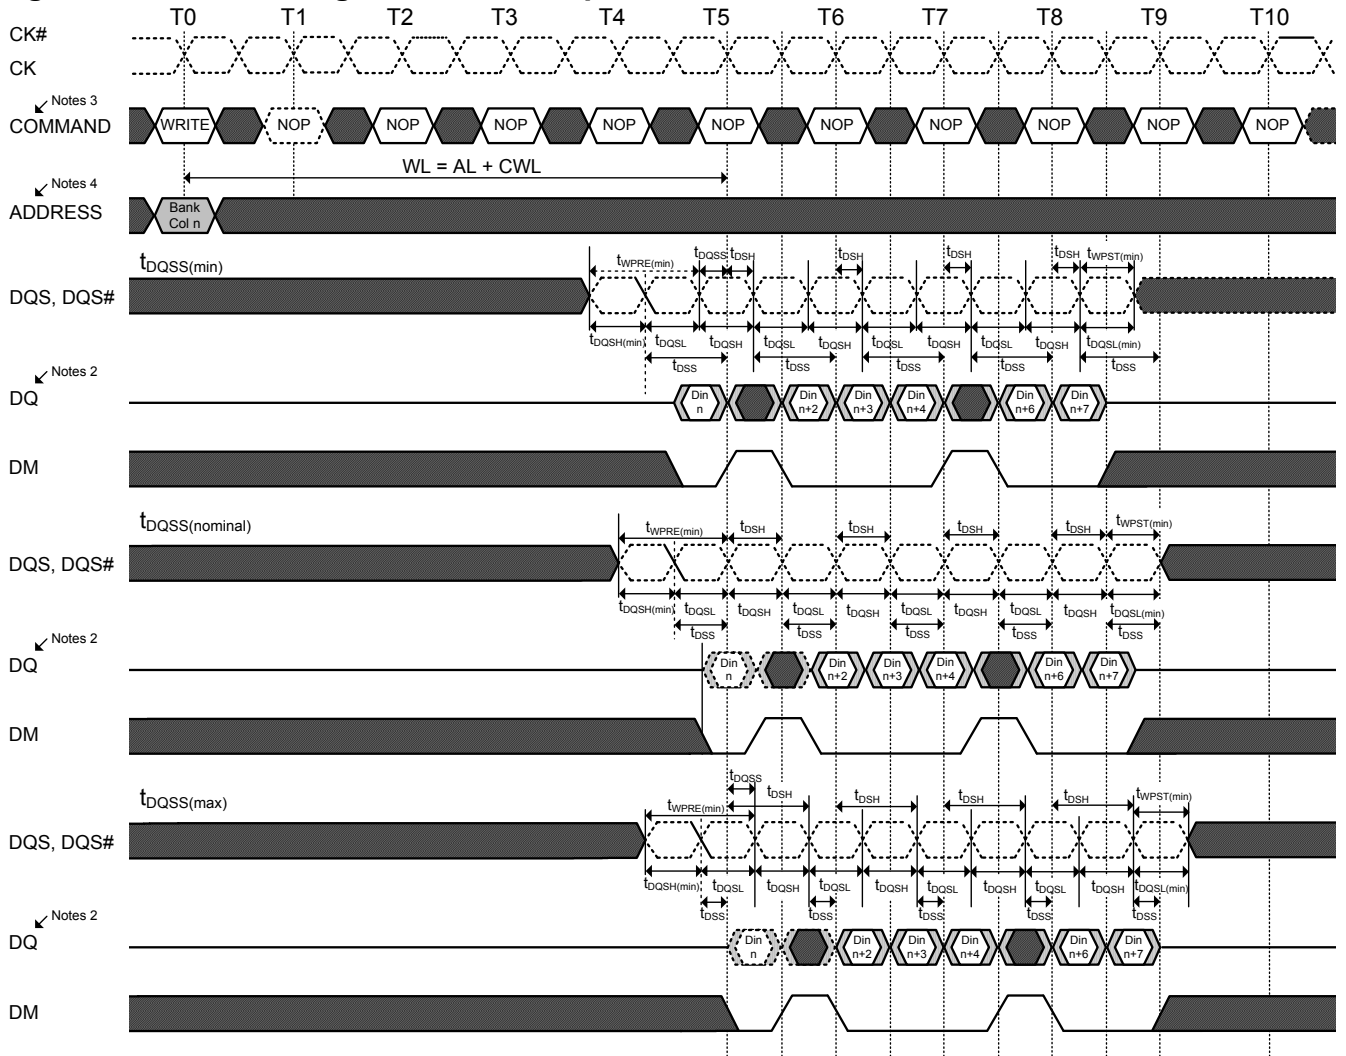 T0 T1 T2 T3 T4 T5 T6 T7 T8 T9 T10
CK#
CK
Notes 3
COMMAND WRITE NOP NOP NOP NOP NOP NOP NOP NOP NOP NOP
WL = AL + CWL
Notes 4
ADDRESS Bank Col n
tDQSS(min) tWPRE(min) tDQSS tDSH tDSH tDSH tDSH tWPST(min)
DQS, DQS#
tDQSH(min) tDQSL tDQSH tDQSL tDQSH tDQSL tDQSH tDQSL tDQSH tDQSL(min)
tDSS tDSS tDSS tDSS tDSS
Notes 2
DQ Din n Din n+2 Din n+3 Din n+4 Din n+6 Din n+7
DM
tDQSS(nominal) tWPRE(min) tDSH tDSH tDSH tDSH tWPST(min)
DQS, DQS#
tDQSH(min) tDQSL tDQSH tDQSL tDQSH tDQSL tDQSH tDQSL tDQSH tDQSL(min)
tDSS tDSS tDSS tDSS tDSS
Notes 2
DQ Din n Din n+2 Din n+3 Din n+4 Din n+6 Din n+7
DM
tDQSS
tDQSS(max) tWPRE(min) tDSH tDSH tDSH tDSH tWPST(min)
DQS, DQS#
tDQSH(min) tDQSL tDQSH tDQSL tDQSH tDQSL tDQSH tDQSL tDQSH tDQSL(min)
tDSS tDSS tDSS tDSS tDSS
Notes 2
DQ Din n Din n+2 Din n+3 Din n+4 Din n+6 Din n+7
DM